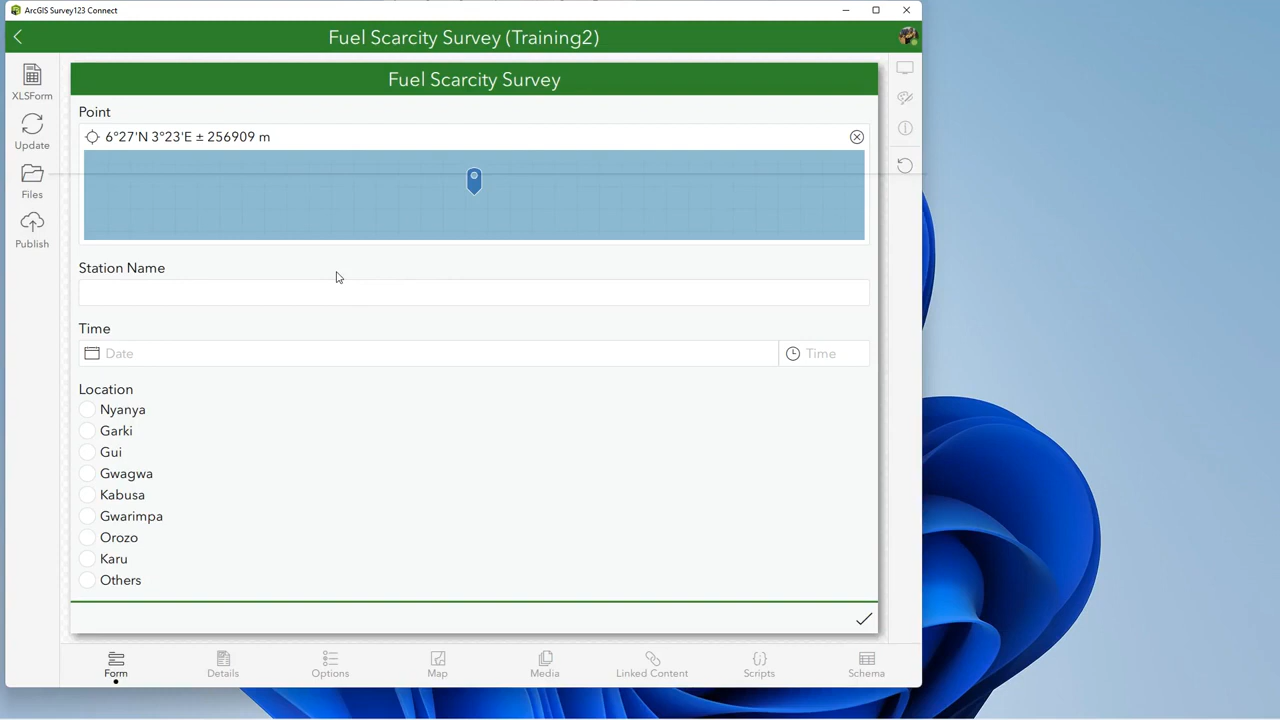 ArcGIS Survey123 Connect
Fuel Scarcity Survey (Training2)
XLSForm
Update
Files
Publish
Fuel Scarcity Survey
Point
6°27'N 3°23'E ± 256909 m
Station Name
Time
Date
Time
Location
Nyanya
Garki
Gui
Gwagwa
Kabusa
Gwarimpa
Orozo
Karu
Others
Form
Details
Options
Map
Media
Linked Content
Scripts
Schema